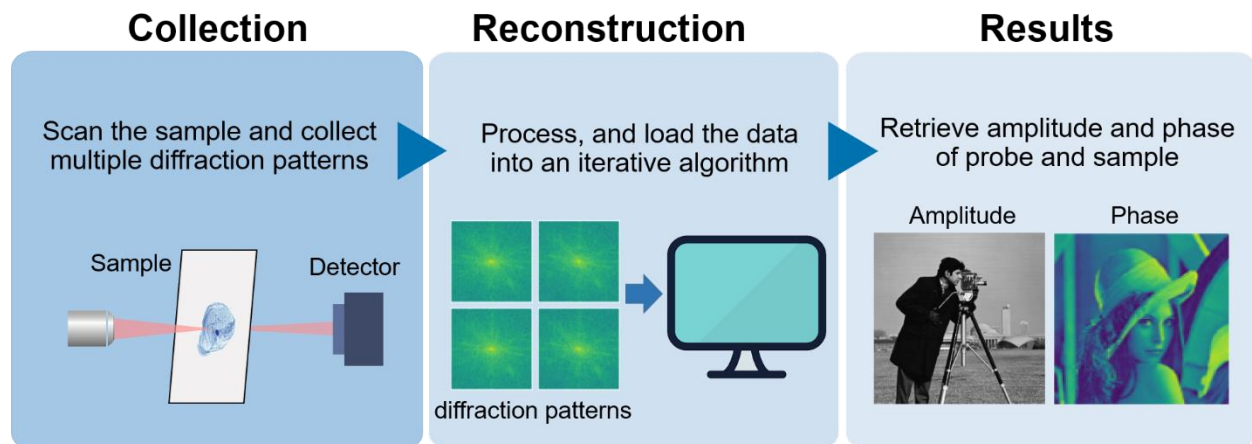 Collection
Reconstruction
Results
Scan the sample and collect
multiple diffraction patterns
Sample
Detector
Process, and load the data
into an iterative algorithm
diffraction patterns
Retrieve amplitude and phase
of probe and sample
Amplitude
Phase